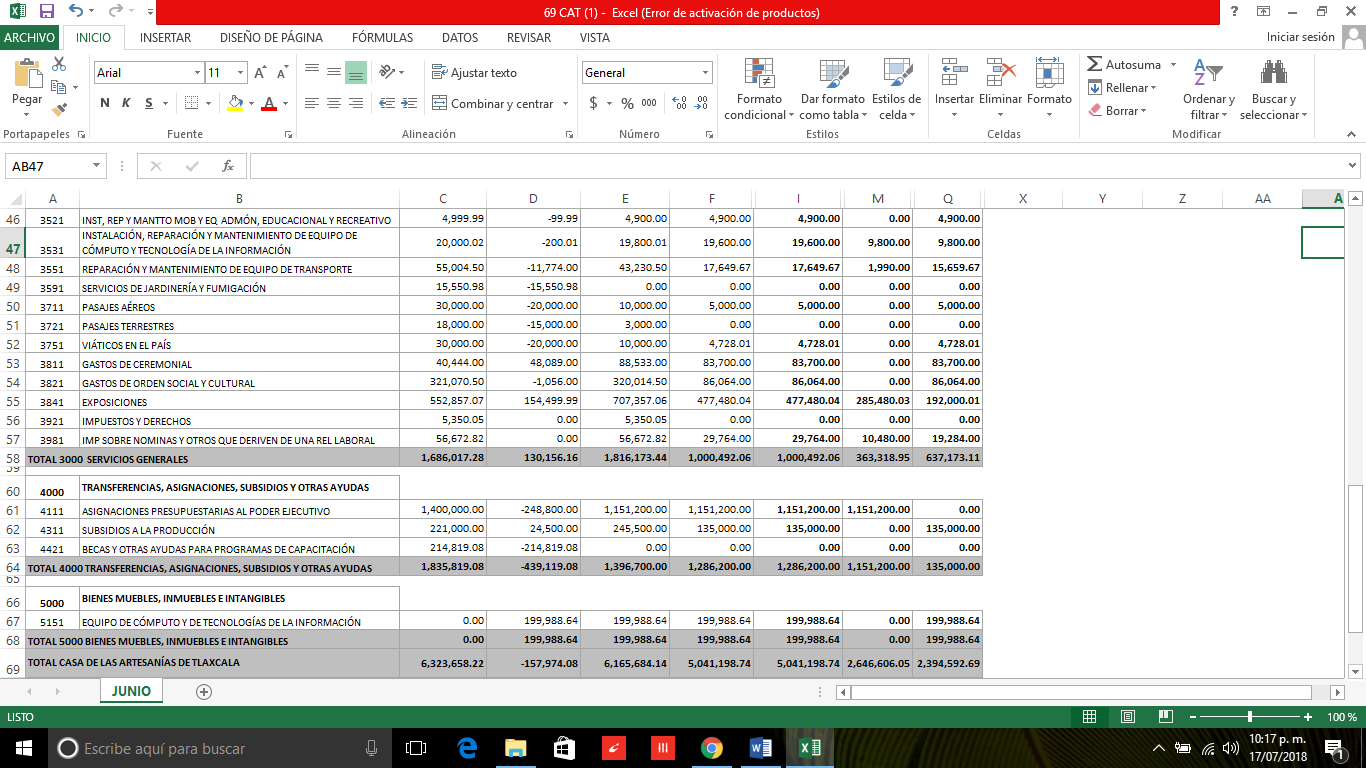 69 CAT (1) - Excel (Error de activación de productos)
ARCHIVO INICIO INSERTAR DISEÑO DE PÁGINA FÓRMULAS DATOS REVISAR VISTA Iniciar sesión
Pegar
Portapapeles
Arial 11
N K S
Fuente
Ajustar texto
Combinar y centrar
Alineación
General
$ % 000
Número
Formato condicional
Dar formato como tabla
Estilos de celda
Estilos
Insertar Eliminar Formato
Celdas
Autosuma
Rellenar
Borrar
Ordenar y filtrar
Buscar y seleccionar
Modificar
AB47 fx
A B C D E F I M Q X Y Z AA A
46 3521 INST, REP Y MANTTO MOB Y EQ. ADMÓN, EDUCACIONAL Y RECREATIVO 4,999.99 -99.99 4,900.00 4,900.00 4,900.00 0.00 4,900.00
INSTALACIÓN, REPARACIÓN Y MANTENIMIENTO DE EQUIPO DE
47 3531 CÓMPUTO Y TECNOLOGÍA DE LA INFORMACIÓN 20,000.02 -200.01 19,800.01 19,600.00 19,600.00 9,800.00 9,800.00
48 3551 REPARACIÓN Y MANTENIMIENTO DE EQUIPO DE TRANSPORTE 55,004.50 -11,774.00 43,230.50 17,649.67 17,649.67 1,990.00 15,659.67
49 3591 SERVICIOS DE JARDINERÍA Y FUMIGACIÓN 15,550.98 -15,550.98 0.00 0.00 0.00 0.00 0.00
50 3711 PASAJES AÉREOS 30,000.00 -20,000.00 10,000.00 5,000.00 5,000.00 0.00 5,000.00
51 3721 PASAJES TERRESTRES 18,000.00 -15,000.00 3,000.00 0.00 0.00 0.00 0.00
52 3751 VIÁTICOS EN EL PAÍS 30,000.00 -20,000.00 10,000.00 4,728.01 4,728.01 0.00 4,728.01
53 3811 GASTOS DE CEREMONIAL 40,444.00 48,089.00 88,533.00 83,700.00 83,700.00 0.00 83,700.00
54 3821 GASTOS DE ORDEN SOCIAL Y CULTURAL 321,070.50 -1,056.00 320,014.50 86,064.00 86,064.00 0.00 86,064.00
55 3841 EXPOSICIONES 552,857.07 154,499.99 707,357.06 477,480.04 477,480.04 285,480.03 192,000.01
56 3921 IMPUESTOS Y DERECHOS 5,350.05 0.00 5,350.05 0.00 0.00 0.00 0.00
57 3981 IMP SOBRE NOMINAS Y OTROS QUE DERIVEN DE UNA REL LABORAL 56,672.82 0.00 56,672.82 29,764.00 29,764.00 10,480.00 19,284.00
58 TOTAL 3000 SERVICIOS GENERALES 1,686,017.28 130,156.16 1,816,173.44 1,000,492.06 1,000,492.06 363,318.95 637,173.11
59
60 4000 TRANSFERENCIAS, ASIGNACIONES, SUBSIDIOS Y OTRAS AYUDAS
61 4111 ASIGNACIONES PRESUPUESTARIAS AL PODER EJECUTIVO 1,400,000.00 -248,800.00 1,151,200.00 1,151,200.00 1,151,200.00 1,151,200.00 0.00
62 4311 SUBSIDIOS A LA PRODUCCIÓN 221,000.00 24,500.00 245,500.00 135,000.00 135,000.00 0.00 135,000.00
63 4421 BECAS Y OTRAS AYUDAS PARA PROGRAMAS DE CAPACITACIÓN 214,819.08 -214,819.08 0.00 0.00 0.00 0.00 0.00
64 TOTAL 4000 TRANSFERENCIAS, ASIGNACIONES, SUBSIDIOS Y OTRAS AYUDAS 1,835,819.08 -439,119.08 1,396,700.00 1,286,200.00 1,286,200.00 1,151,200.00 135,000.00
65
66 5000 BIENES MUEBLES, INMUEBLES E INTANGIBLES
67 5151 EQUIPO DE CÓMPUTO Y DE TECNOLOGÍAS DE LA INFORMACIÓN 0.00 199,988.64 199,988.64 199,988.64 199,988.64 0.00 199,988.64
68 TOTAL 5000 BIENES MUEBLES, INMUEBLES E INTANGIBLES 0.00 199,988.64 199,988.64 199,988.64 199,988.64 0.00 199,988.64
69 TOTAL CASA DE LAS ARTESANÍAS DE TLAXCALA 6,323,658.22 -157,974.08 6,165,684.14 5,041,198.74 5,041,198.74 2,646,606.05 2,394,592.69
JUNIO
LISTO 100 %
Escribe aquí para buscar
10:17 p. m.
17/07/2018
1